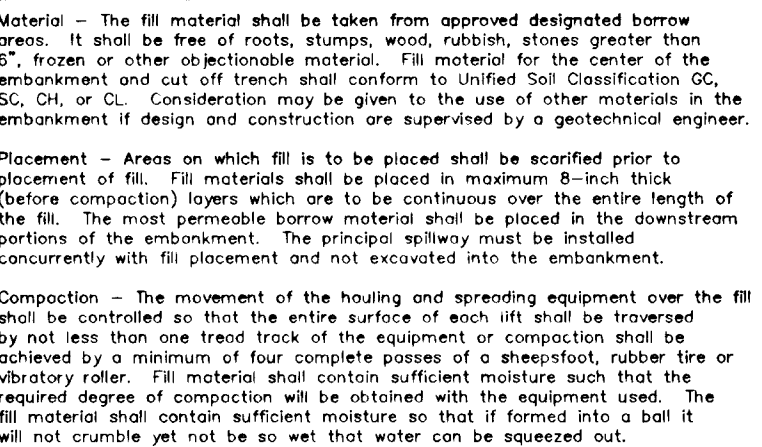 Material – The fill material shall be taken from approved designated borrow
areas. It shall be free of roots, stumps, wood, rubbish, stones greater than
6", frozen or other objectionable material. Fill material for the center of the
embankment and cut off trench shall conform to Unified Soil Classification GC,
SC, CH, or CL. Consideration may be given to the use of other materials in the
embankment if design and construction are supervised by a geotechnical engineer.
Placement – Areas on which fill is to be placed shall be scarified prior to
placement of fill. Fill materials shall be placed in maximum 8–inch thick
(before compaction) layers which are to be continuous over the entire length of
the fill. The most permeable borrow material shall be placed in the downstream
portions of the embankment. The principal spillway must be installed
concurrently with fill placement and not excavated into the embankment.
Compaction – The movement of the hauling and spreading equipment over the fill
shall be controlled so that the entire surface of each lift shall be traversed
by not less than one tread track of the equipment or compaction shall be
achieved by a minimum of four complete passes of a sheepsfoot, rubber tire or
vibratory roller. Fill material shall contain sufficient moisture such that the
required degree of compaction will be obtained with the equipment used. The
fill material shall contain sufficient moisture so that if formed into a ball it
will not crumble yet not be so wet that water can be squeezed out.